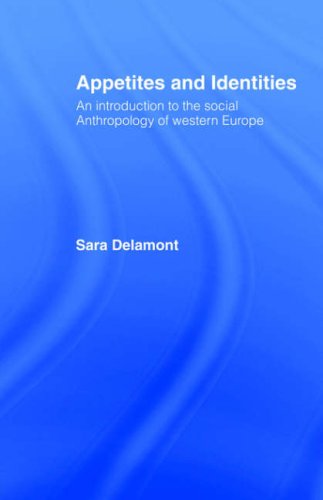 Appetites and Identities
An introduction to the social
Anthropology of western Europe
Sara Delamont